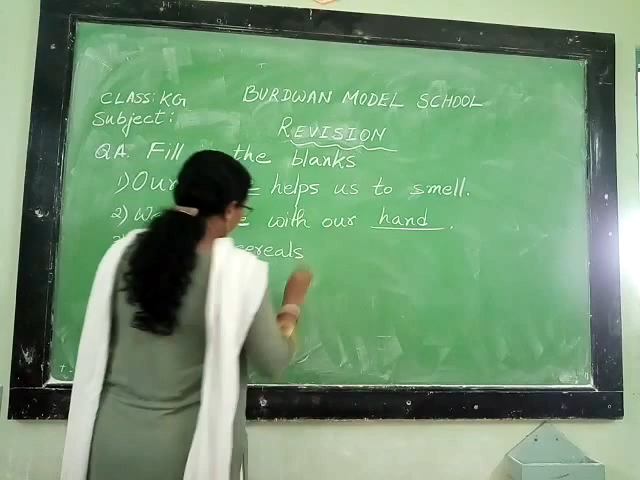 CLASS: KG BURDWAN MODEL SCHOOL
Subject:
REVISION
QA. Fill the blanks
1) Our helps us to smell.
2) with our hand.
cereals